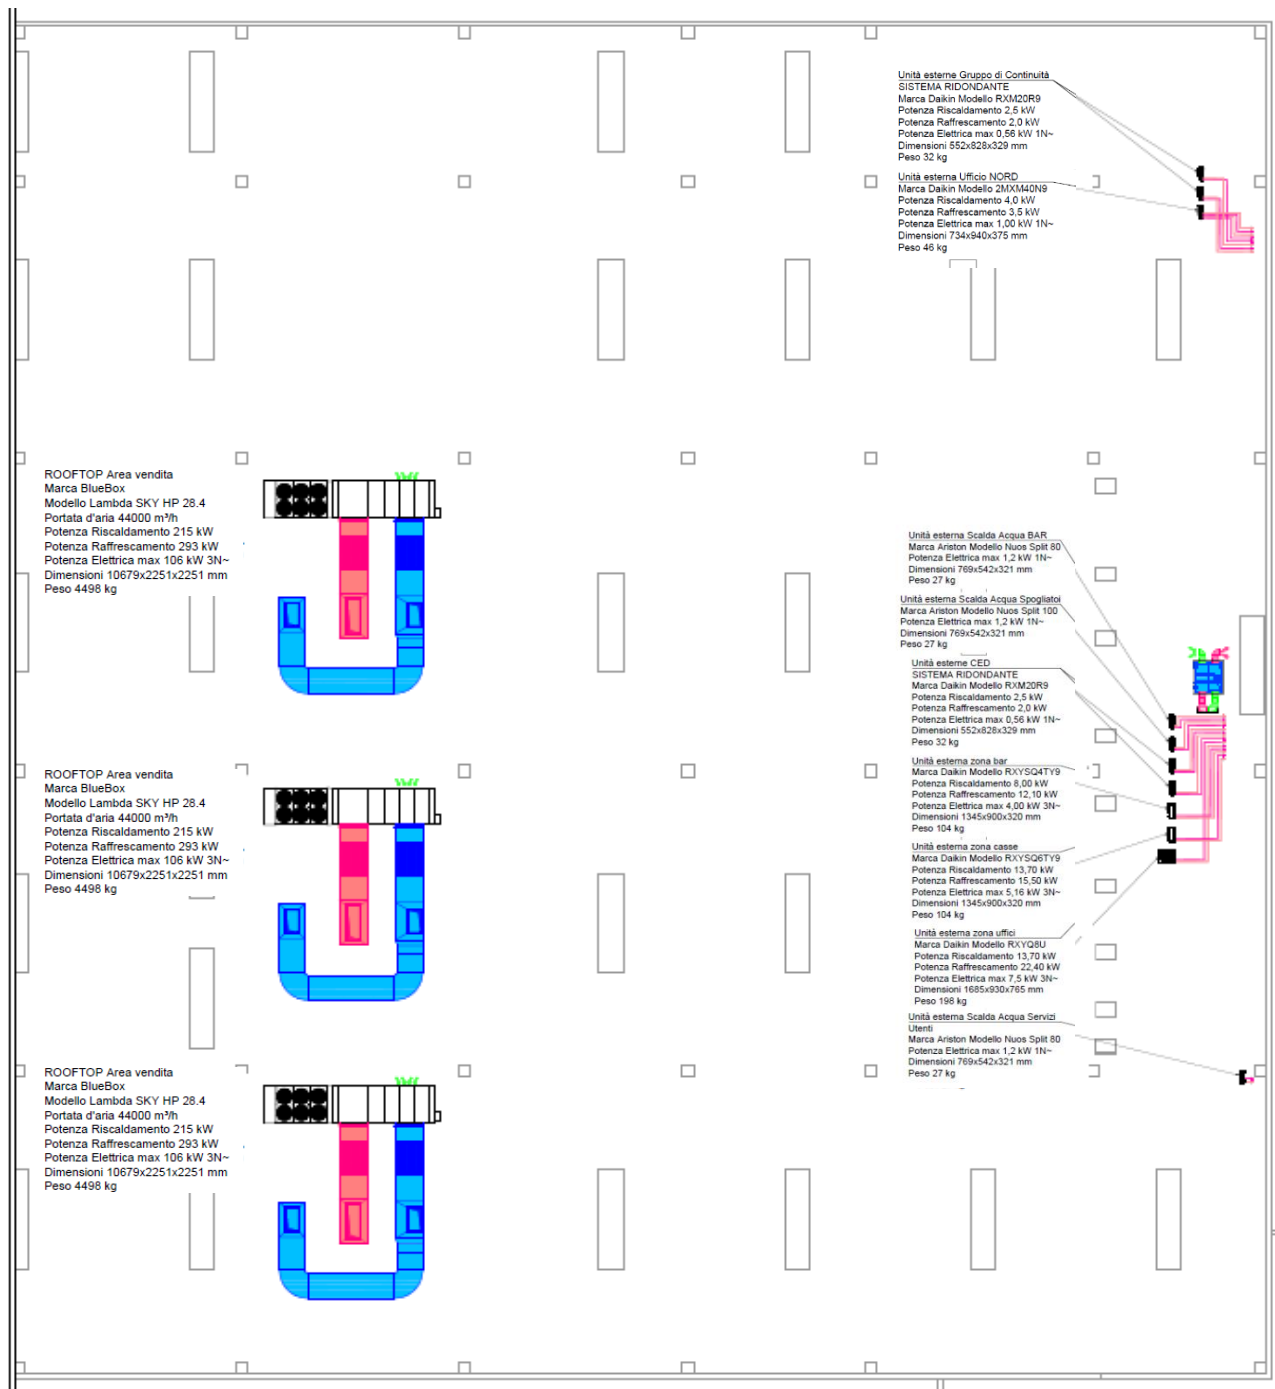 Unità esterne Gruppo di Continuità
SISTEMA RIDONDANTE
Marca Daikin Modello RXM20R9
Potenza Riscaldamento 2,5 kW
Potenza Raffrescamento 2,0 kW
Potenza Elettrica max 0,56 kW 1N~
Dimensioni 552x828x329 mm
Peso 32 kg
Unità esterna Ufficio NORD
Marca Daikin Modello 2MXM40N9
Potenza Riscaldamento 4,0 kW
Potenza Raffrescamento 3,5 kW
Potenza Elettrica max 1,00 kW 1N~
Dimensioni 734x940x375 mm
Peso 46 kg
ROOFTOP Area vendita
Marca BlueBox
Modello Lambda SKY HP 28.4
Portata d'aria 44000 m³/h
Potenza Riscaldamento 215 kW
Potenza Raffrescamento 293 kW
Potenza Elettrica max 106 kW 3N~
Dimensioni 10679x2251x2251 mm
Peso 4498 kg
ROOFTOP Area vendita
Marca BlueBox
Modello Lambda SKY HP 28.4
Portata d'aria 44000 m³/h
Potenza Riscaldamento 215 kW
Potenza Raffrescamento 293 kW
Potenza Elettrica max 106 kW 3N~
Dimensioni 10679x2251x2251 mm
Peso 4498 kg
ROOFTOP Area vendita
Marca BlueBox
Modello Lambda SKY HP 28.4
Portata d'aria 44000 m³/h
Potenza Riscaldamento 215 kW
Potenza Raffrescamento 293 kW
Potenza Elettrica max 106 kW 3N~
Dimensioni 10679x2251x2251 mm
Peso 4498 kg
Unità esterna Scalda Acqua BAR
Marca Ariston Modello Nuos Split 80
Potenza Elettrica max 1,2 kW 1N~
Dimensioni 769x542x321 mm
Peso 27 kg
Unità esterna Scalda Acqua Spogliatoi
Marca Ariston Modello Nuos Split 100
Potenza Elettrica max 1,2 kW 1N~
Dimensioni 769x542x321 mm
Peso 27 kg
Unità esterne CED
SISTEMA RIDONDANTE
Marca Daikin Modello RXM20R9
Potenza Riscaldamento 2,5 kW
Potenza Raffrescamento 2,0 kW
Potenza Elettrica max 0,56 kW 1N~
Dimensioni 552x828x329 mm
Peso 32 kg
Unità esterna zona bar
Marca Daikin Modello RXYSQ4TY9
Potenza Riscaldamento 8,00 kW
Potenza Raffrescamento 12,10 kW
Potenza Elettrica max 4,00 kW 3N~
Dimensioni 1345x900x320 mm
Peso 104 kg
Unità esterna zona casse
Marca Daikin Modello RXYSQ6TY9
Potenza Riscaldamento 13,70 kW
Potenza Raffrescamento 15,50 kW
Potenza Elettrica max 5,16 kW 3N~
Dimensioni 1345x900x320 mm
Peso 104 kg
Unità esterna zona uffici
Marca Daikin Modello RXYQ8U
Potenza Riscaldamento 13,70 kW
Potenza Raffrescamento 22,40 kW
Potenza Elettrica max 7,5 kW 3N~
Dimensioni 1685x930x765 mm
Peso 198 kg
Unità esterna Scalda Acqua Servizi
Utenti
Marca Ariston Modello Nuos Split 80
Potenza Elettrica max 1,2 kW 1N~
Dimensioni 769x542x321 mm
Peso 27 kg